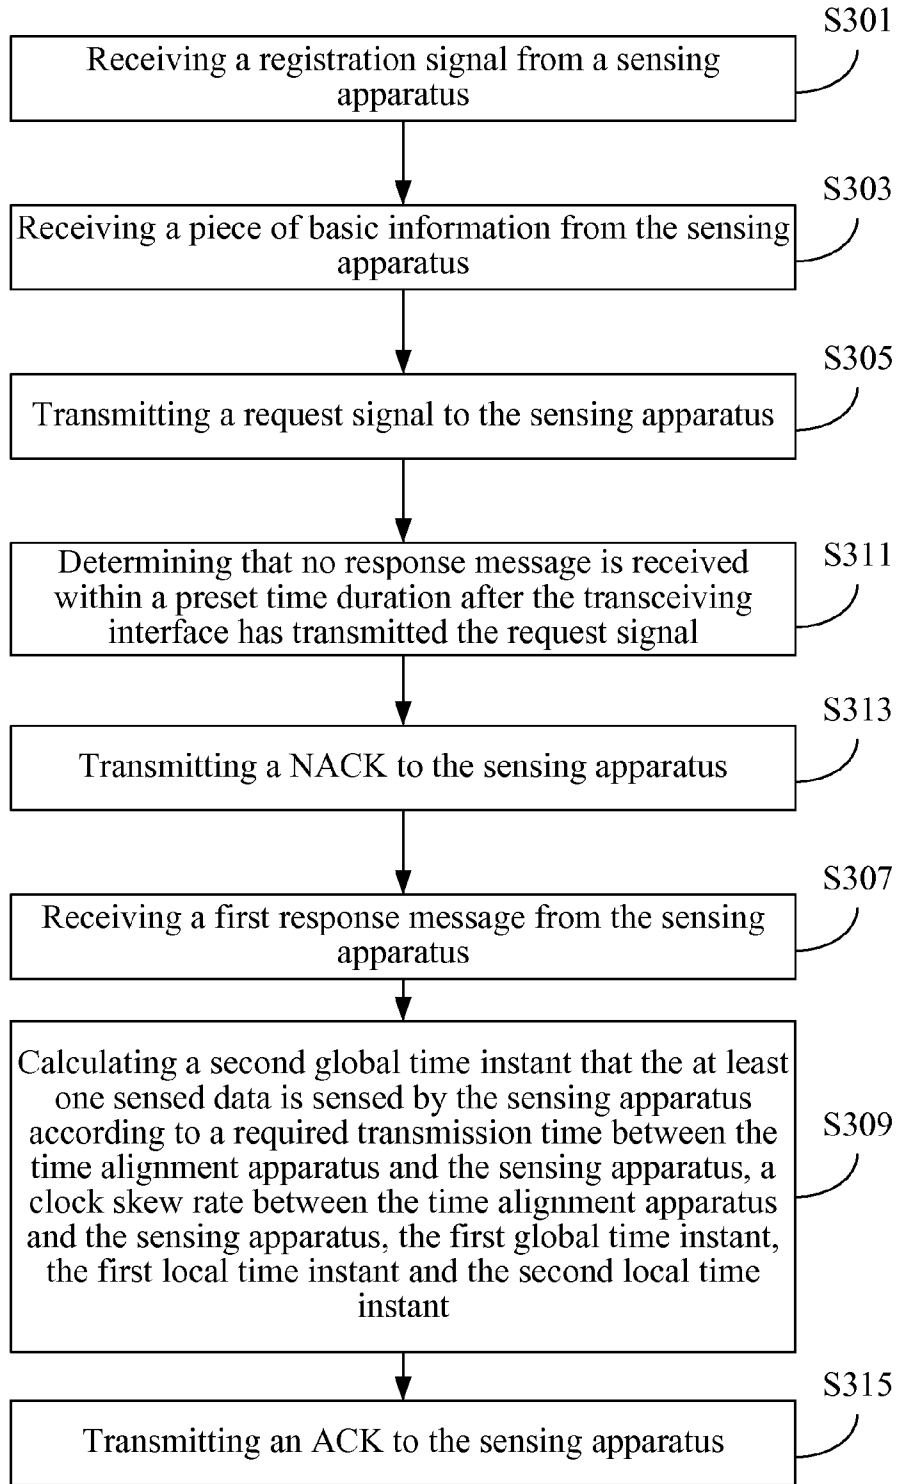 S301
Receiving a registration signal from a sensing
apparatus
S303
Receiving a piece of basic information from the sensing
apparatus
S305
Transmitting a request signal to the sensing apparatus
S311
Determining that no response message is received
within a preset time duration after the transceiving
interface has transmitted the request signal
S313
Transmitting a NACK to the sensing apparatus
S307
Receiving a first response message from the sensing
apparatus
S309
Calculating a second global time instant that the at least
one sensed data is sensed by the sensing apparatus
according to a required transmission time between the
time alignment apparatus and the sensing apparatus, a
clock skew rate between the time alignment apparatus
and the sensing apparatus, the first global time instant,
the first local time instant and the second local time
instant
S315
Transmitting an ACK to the sensing apparatus